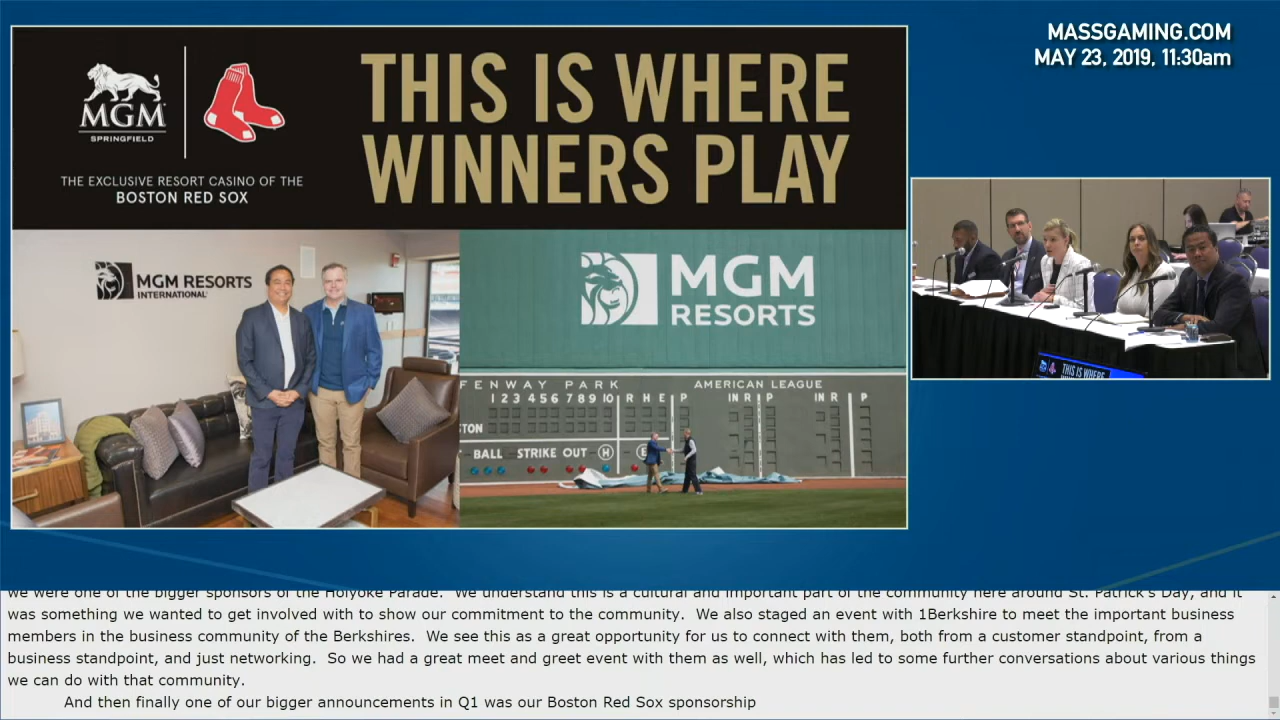 MASSGAMING.COM
MAY 23, 2019, 11:30am
MGM
SPRINGFIELD
THE EXCLUSIVE RESORT CASINO OF THE
BOSTON RED SOX
THIS IS WHERE
WINNERS PLAY
MGM RESORTS
INTERNATIONAL
MGM
RESORTS
FENWAY PARK AMERICAN LEAGUE
1 2 3 4 5 6 7 8 9 10 R H E P IN R P IN R P
TON
BALL STRIKE OUT H E
THIS IS WHERE
we were one of the bigger sponsors of the Holyoke Parade. We understand this is a cultural and important part of the community here around St. Patrick's Day, and it
was something we wanted to get involved with to show our commitment to the community. We also staged an event with 1Berkshire to meet the important business
members in the business community of the Berkshires. We see this as a great opportunity for us to connect with them, both from a customer standpoint, from a
business standpoint, and just networking. So we had a great meet and greet event with them as well, which has led to some further conversations about various things
we can do with that community.
And then finally one of our bigger announcements in Q1 was our Boston Red Sox sponsorship